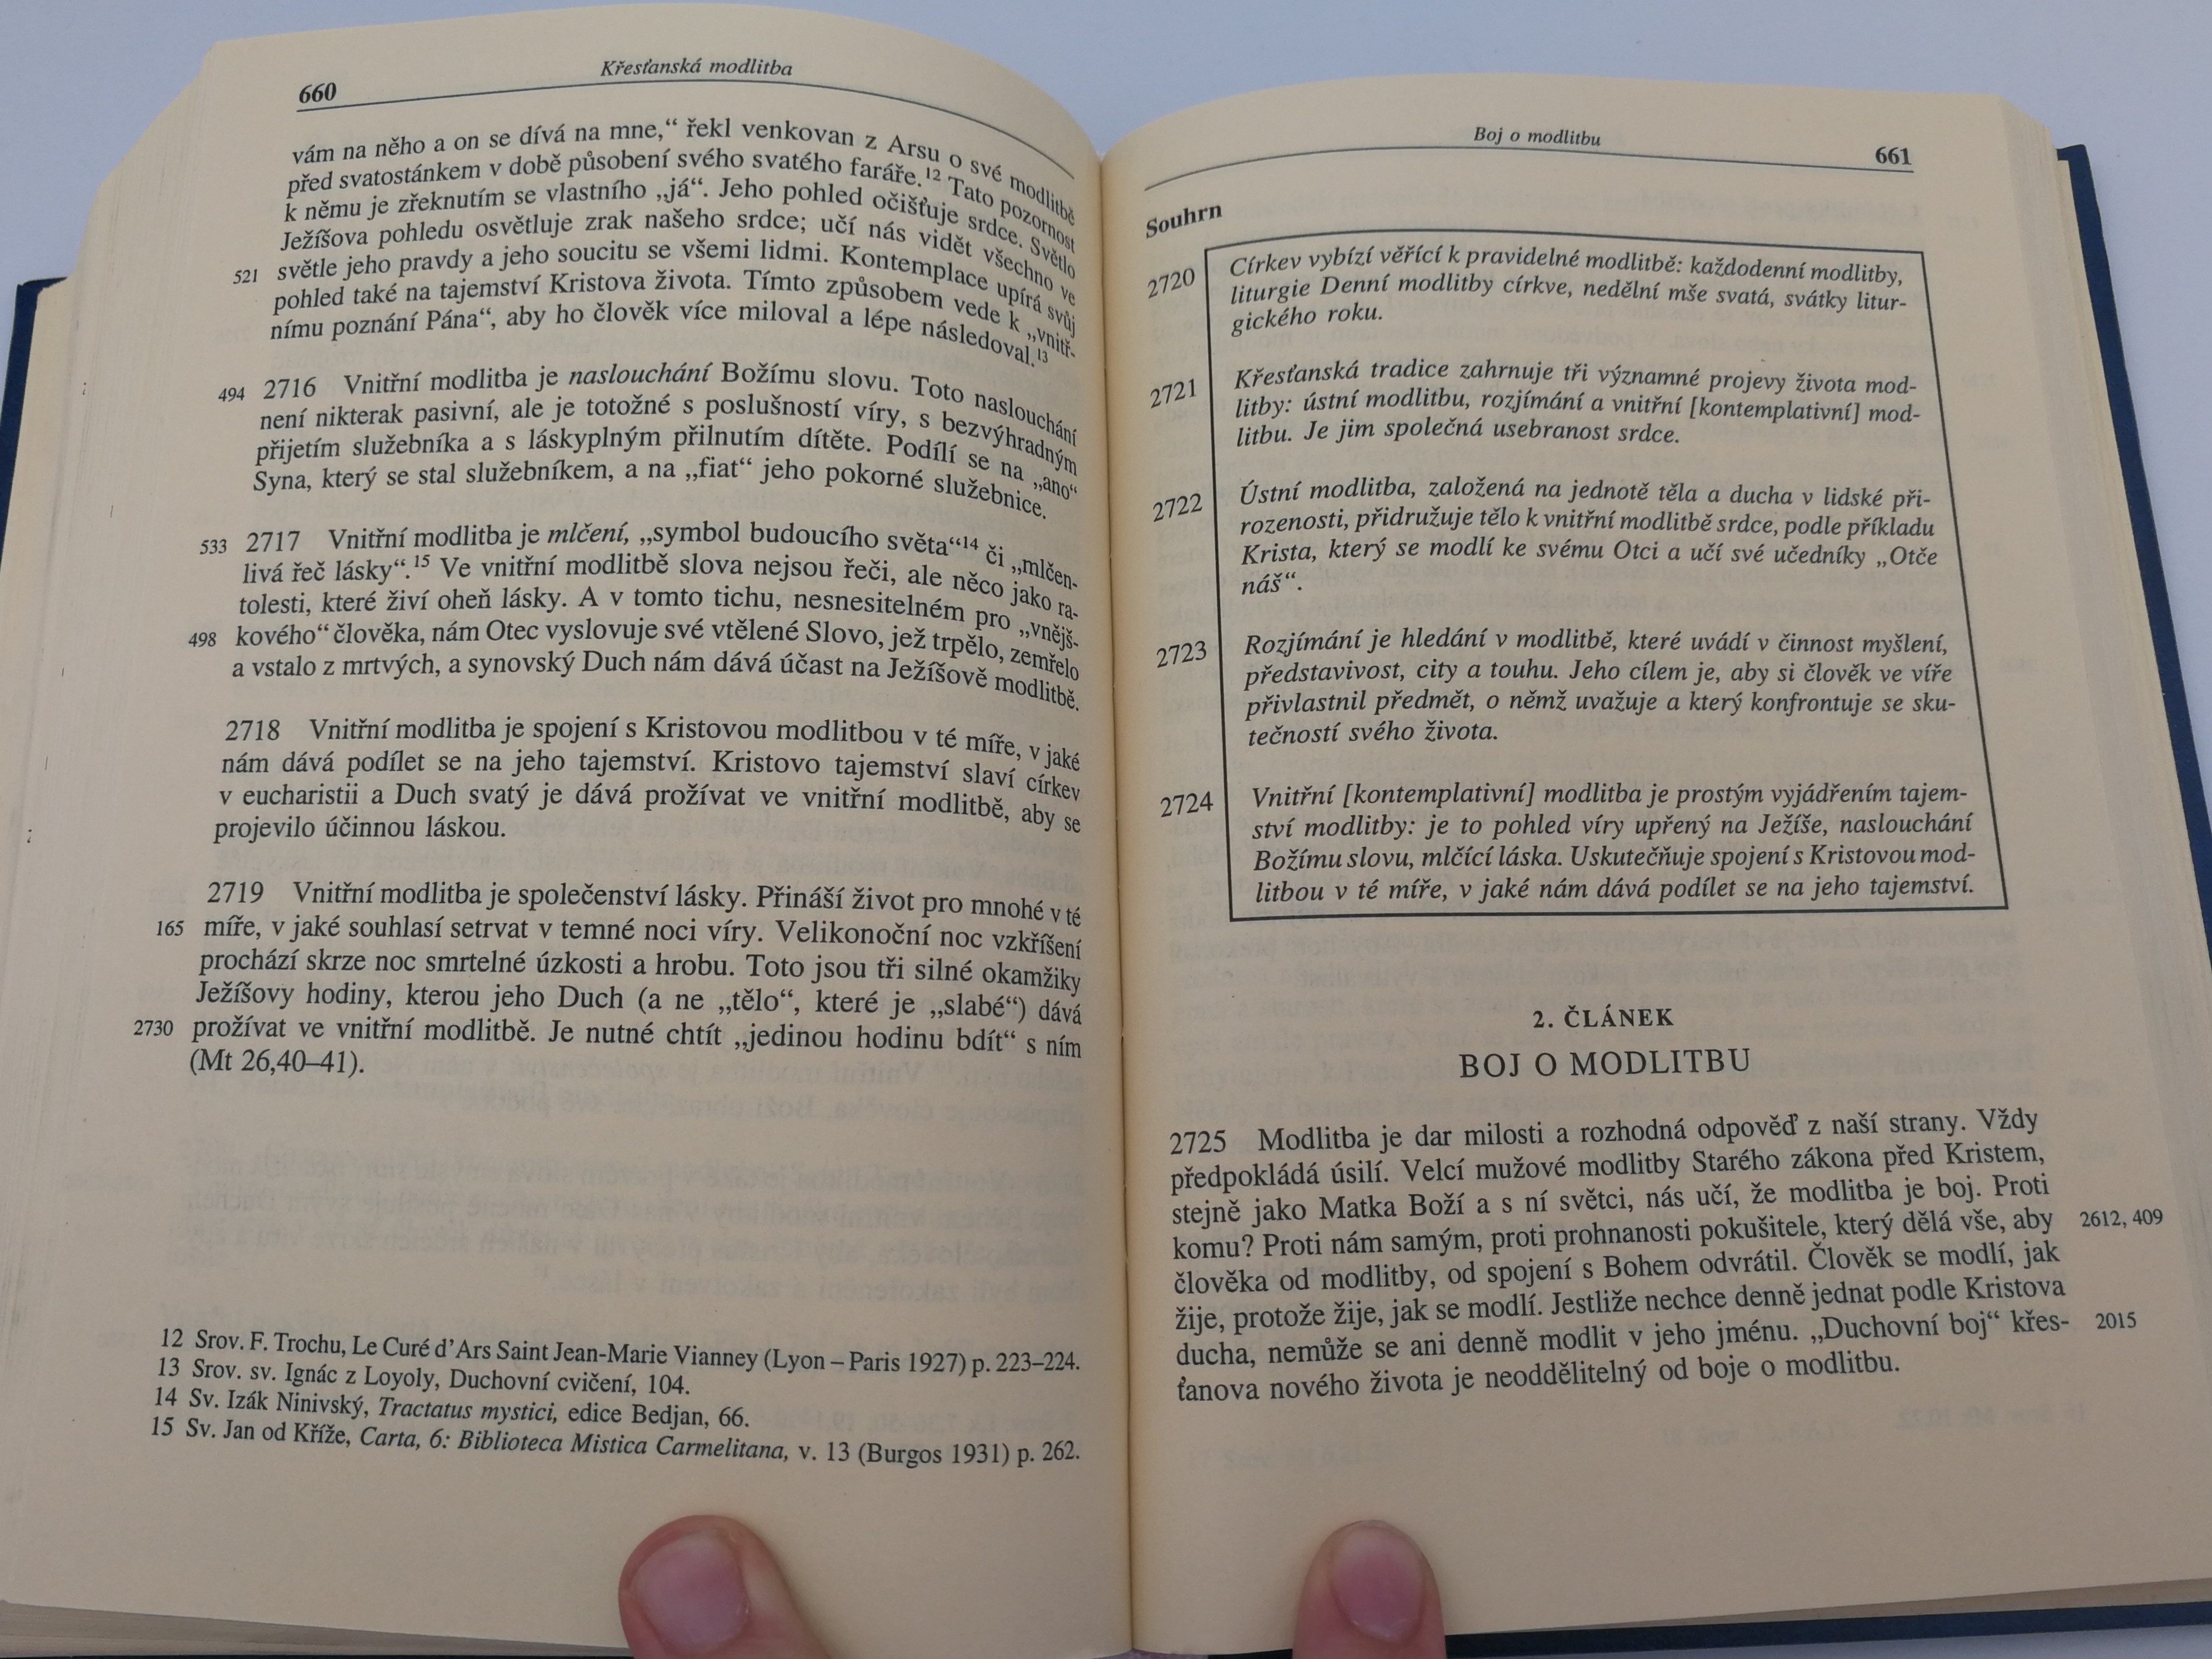 660
Křesťanská modlitba
vám na něho a on se dívá na mne,“ řekl venkovan z Arsu o své modlitbě
před svatostánkem v době působení svého svatého faráře.12 Tato pozornost
k němu je zřeknutím se vlastního „já“. Jeho pohled očišťuje srdce. Světlo
Ježíšova pohledu osvětluje zrak našeho srdce; učí nás vidět všechno ve
521 světle jeho pravdy a jeho soucitu se všemi lidmi. Kontemplace upírá svůj
pohled také na tajemství Kristova života. Tímto způsobem vede k „vnitř-
nímu poznání Pána“, aby ho člověk více miloval a lépe následoval.13
494 2716 Vnitřní modlitba je naslouchání Božímu slovu. Toto naslouchání
není nikterak pasivní, ale je totožné s poslušností víry, s bezvýhradným
přijetím služebníka a s láskyplným přilnutím dítěte. Podílí se na „ano“
Syna, který se stal služebníkem, a na „fiat“ jeho pokorné služebnice.
533 2717 Vnitřní modlitba je mlčení, „symbol budoucího světa“14 či „mlčen-
livá řeč lásky“.15 Ve vnitřní modlitbě slova nejsou řeči, ale něco jako ra-
tolesti, které živí oheň lásky. A v tomto tichu, nesnesitelném pro „vnějš-
498 kového“ člověka, nám Otec vyslovuje své vtělené Slovo, jež trpělo, zemřelo
a vstalo z mrtvých, a synovský Duch nám dává účast na Ježíšově modlitbě.
2718 Vnitřní modlitba je spojení s Kristovou modlitbou v té míře, v jaké
nám dává podílet se na jeho tajemství. Kristovo tajemství slaví církev
v eucharistii a Duch svatý je dává prožívat ve vnitřní modlitbě, aby se
projevilo účinnou láskou.
2719 Vnitřní modlitba je společenství lásky. Přináší život pro mnohé v té
165 míře, v jaké souhlasí setrvat v temné noci víry. Velikonoční noc vzkříšení
prochází skrze noc smrtelné úzkosti a hrobu. Toto jsou tři silné okamžiky
Ježíšovy hodiny, kterou jeho Duch (a ne „tělo“, které je „slabé“) dává
2730 prožívat ve vnitřní modlitbě. Je nutné chtít „jedinou hodinu bdít“ s ním
(Mt 26,40–41).
12 Srov. F. Trochu, Le Curé d’Ars Saint Jean-Marie Vianney (Lyon – Paris 1927) p. 223–224.
13 Srov. sv. Ignác z Loyoly, Duchovní cvičení, 104.
14 Sv. Izák Ninivský, Tractatus mystici, edice Bedjan, 66.
15 Sv. Jan od Kříže, Carta, 6: Biblioteca Mistica Carmelitana, v. 13 (Burgos 1931) p. 262.
Boj o modlitbu
661
Souhrn
2720 Církev vybízí věřící k pravidelné modlitbě: každodenní modlitby,
liturgie Denní modlitby církve, nedělní mše svatá, svátky litur-
gického roku.
2721 Křesťanská tradice zahrnuje tři významné projevy života mod-
litby: ústní modlitbu, rozjímání a vnitřní [kontemplativní] mod-
litbu. Je jim společná usebranost srdce.
2722 Ústní modlitba, založená na jednotě těla a ducha v lidské při-
rozenosti, přidružuje tělo k vnitřní modlitbě srdce, podle příkladu
Krista, který se modlí ke svému Otci a učí své učedníky „Otče
náš“.
2723 Rozjímání je hledání v modlitbě, které uvádí v činnost myšlení,
představivost, city a touhu. Jeho cílem je, aby si člověk ve víře
přivlastnil předmět, o němž uvažuje a který konfrontuje se sku-
tečností svého života.
2724 Vnitřní [kontemplativní] modlitba je prostým vyjádřením tajem-
ství modlitby: je to pohled víry upřený na Ježíše, naslouchání
Božímu slovu, mlčící láska. Uskutečňuje spojení s Kristovou mod-
litbou v té míře, v jaké nám dává podílet se na jeho tajemství.
2. ČLÁNEK
BOJ O MODLITBU
2725 Modlitba je dar milosti a rozhodná odpověď z naší strany. Vždy
předpokládá úsilí. Velcí mužové modlitby Starého zákona před Kristem,
stejně jako Matka Boží a s ní světci, nás učí, že modlitba je boj. Proti
komu? Proti nám samým, proti prohnanosti pokušitele, který dělá vše, aby 2612, 409
člověka od modlitby, od spojení s Bohem odvrátil. Člověk se modlí, jak
žije, protože žije, jak se modlí. Jestliže nechce denně jednat podle Kristova
ducha, nemůže se ani denně modlit v jeho jménu. „Duchovní boj“ křes- 2015
ťanova nového života je neoddělitelný od boje o modlitbu.